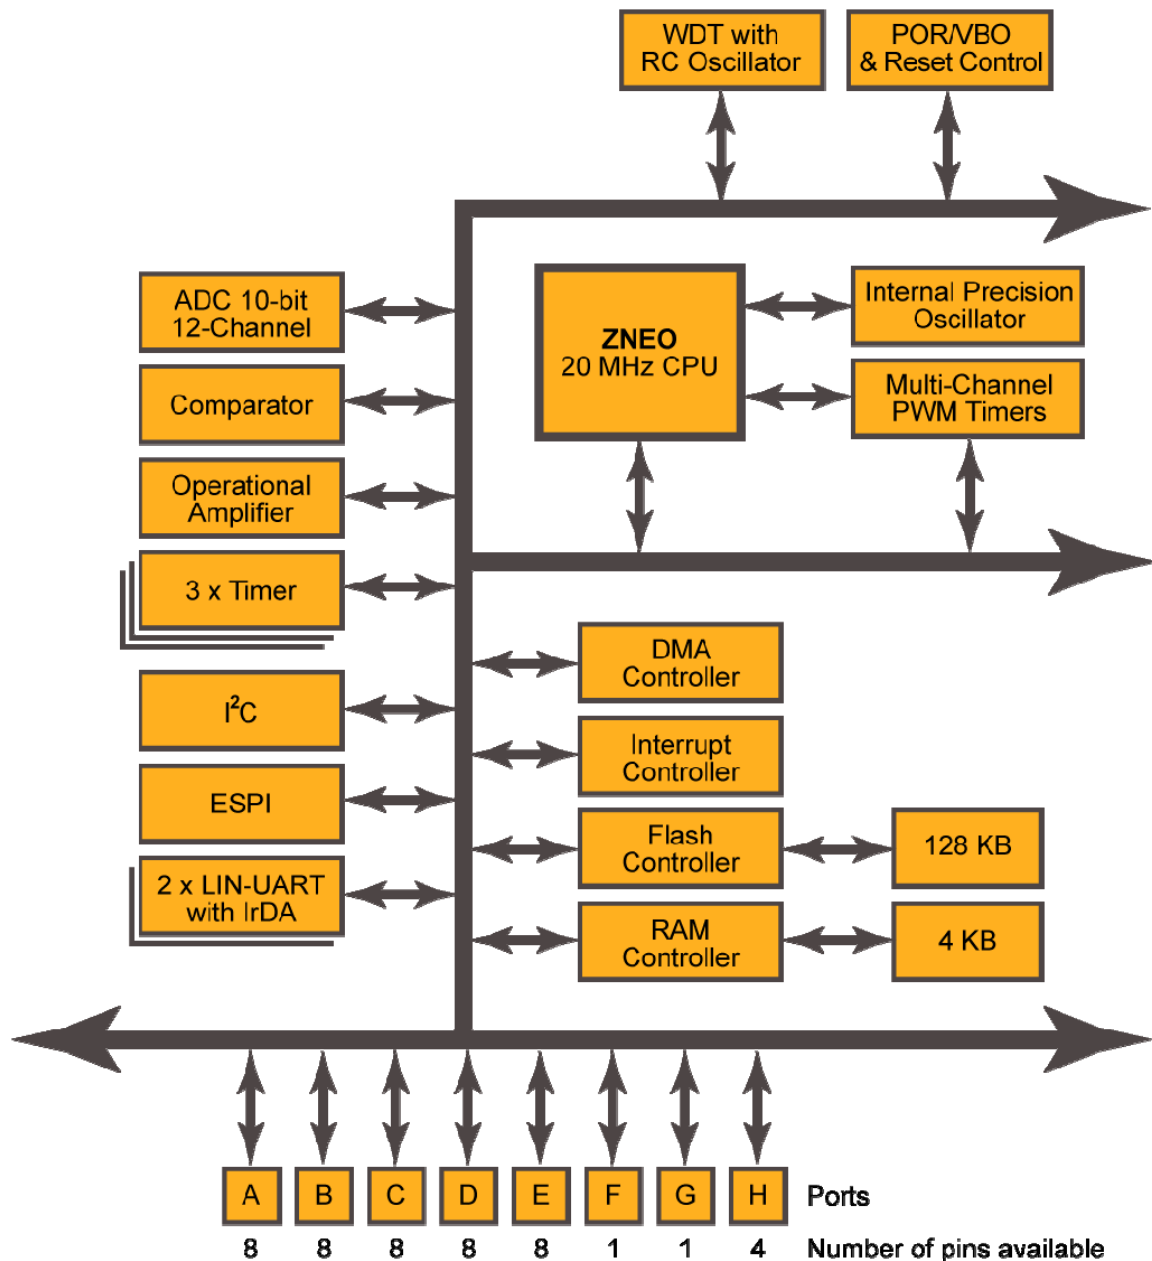 WDT with
RC Oscillator
POR/VBO
& Reset Control
ADC 10-bit
12-Channel
ZNEO
20 MHz CPU
Internal Precision
Oscillator
Comparator
Multi-Channel
PWM Timers
Operational
Amplifier
3 x Timer
DMA
Controller
I²C
Interrupt
Controller
ESPI
Flash
Controller
128 KB
2 x LIN-UART
with IrDA
RAM
Controller
4 KB
A B C D E F G H Ports
8 8 8 8 8 1 1 4 Number of pins available